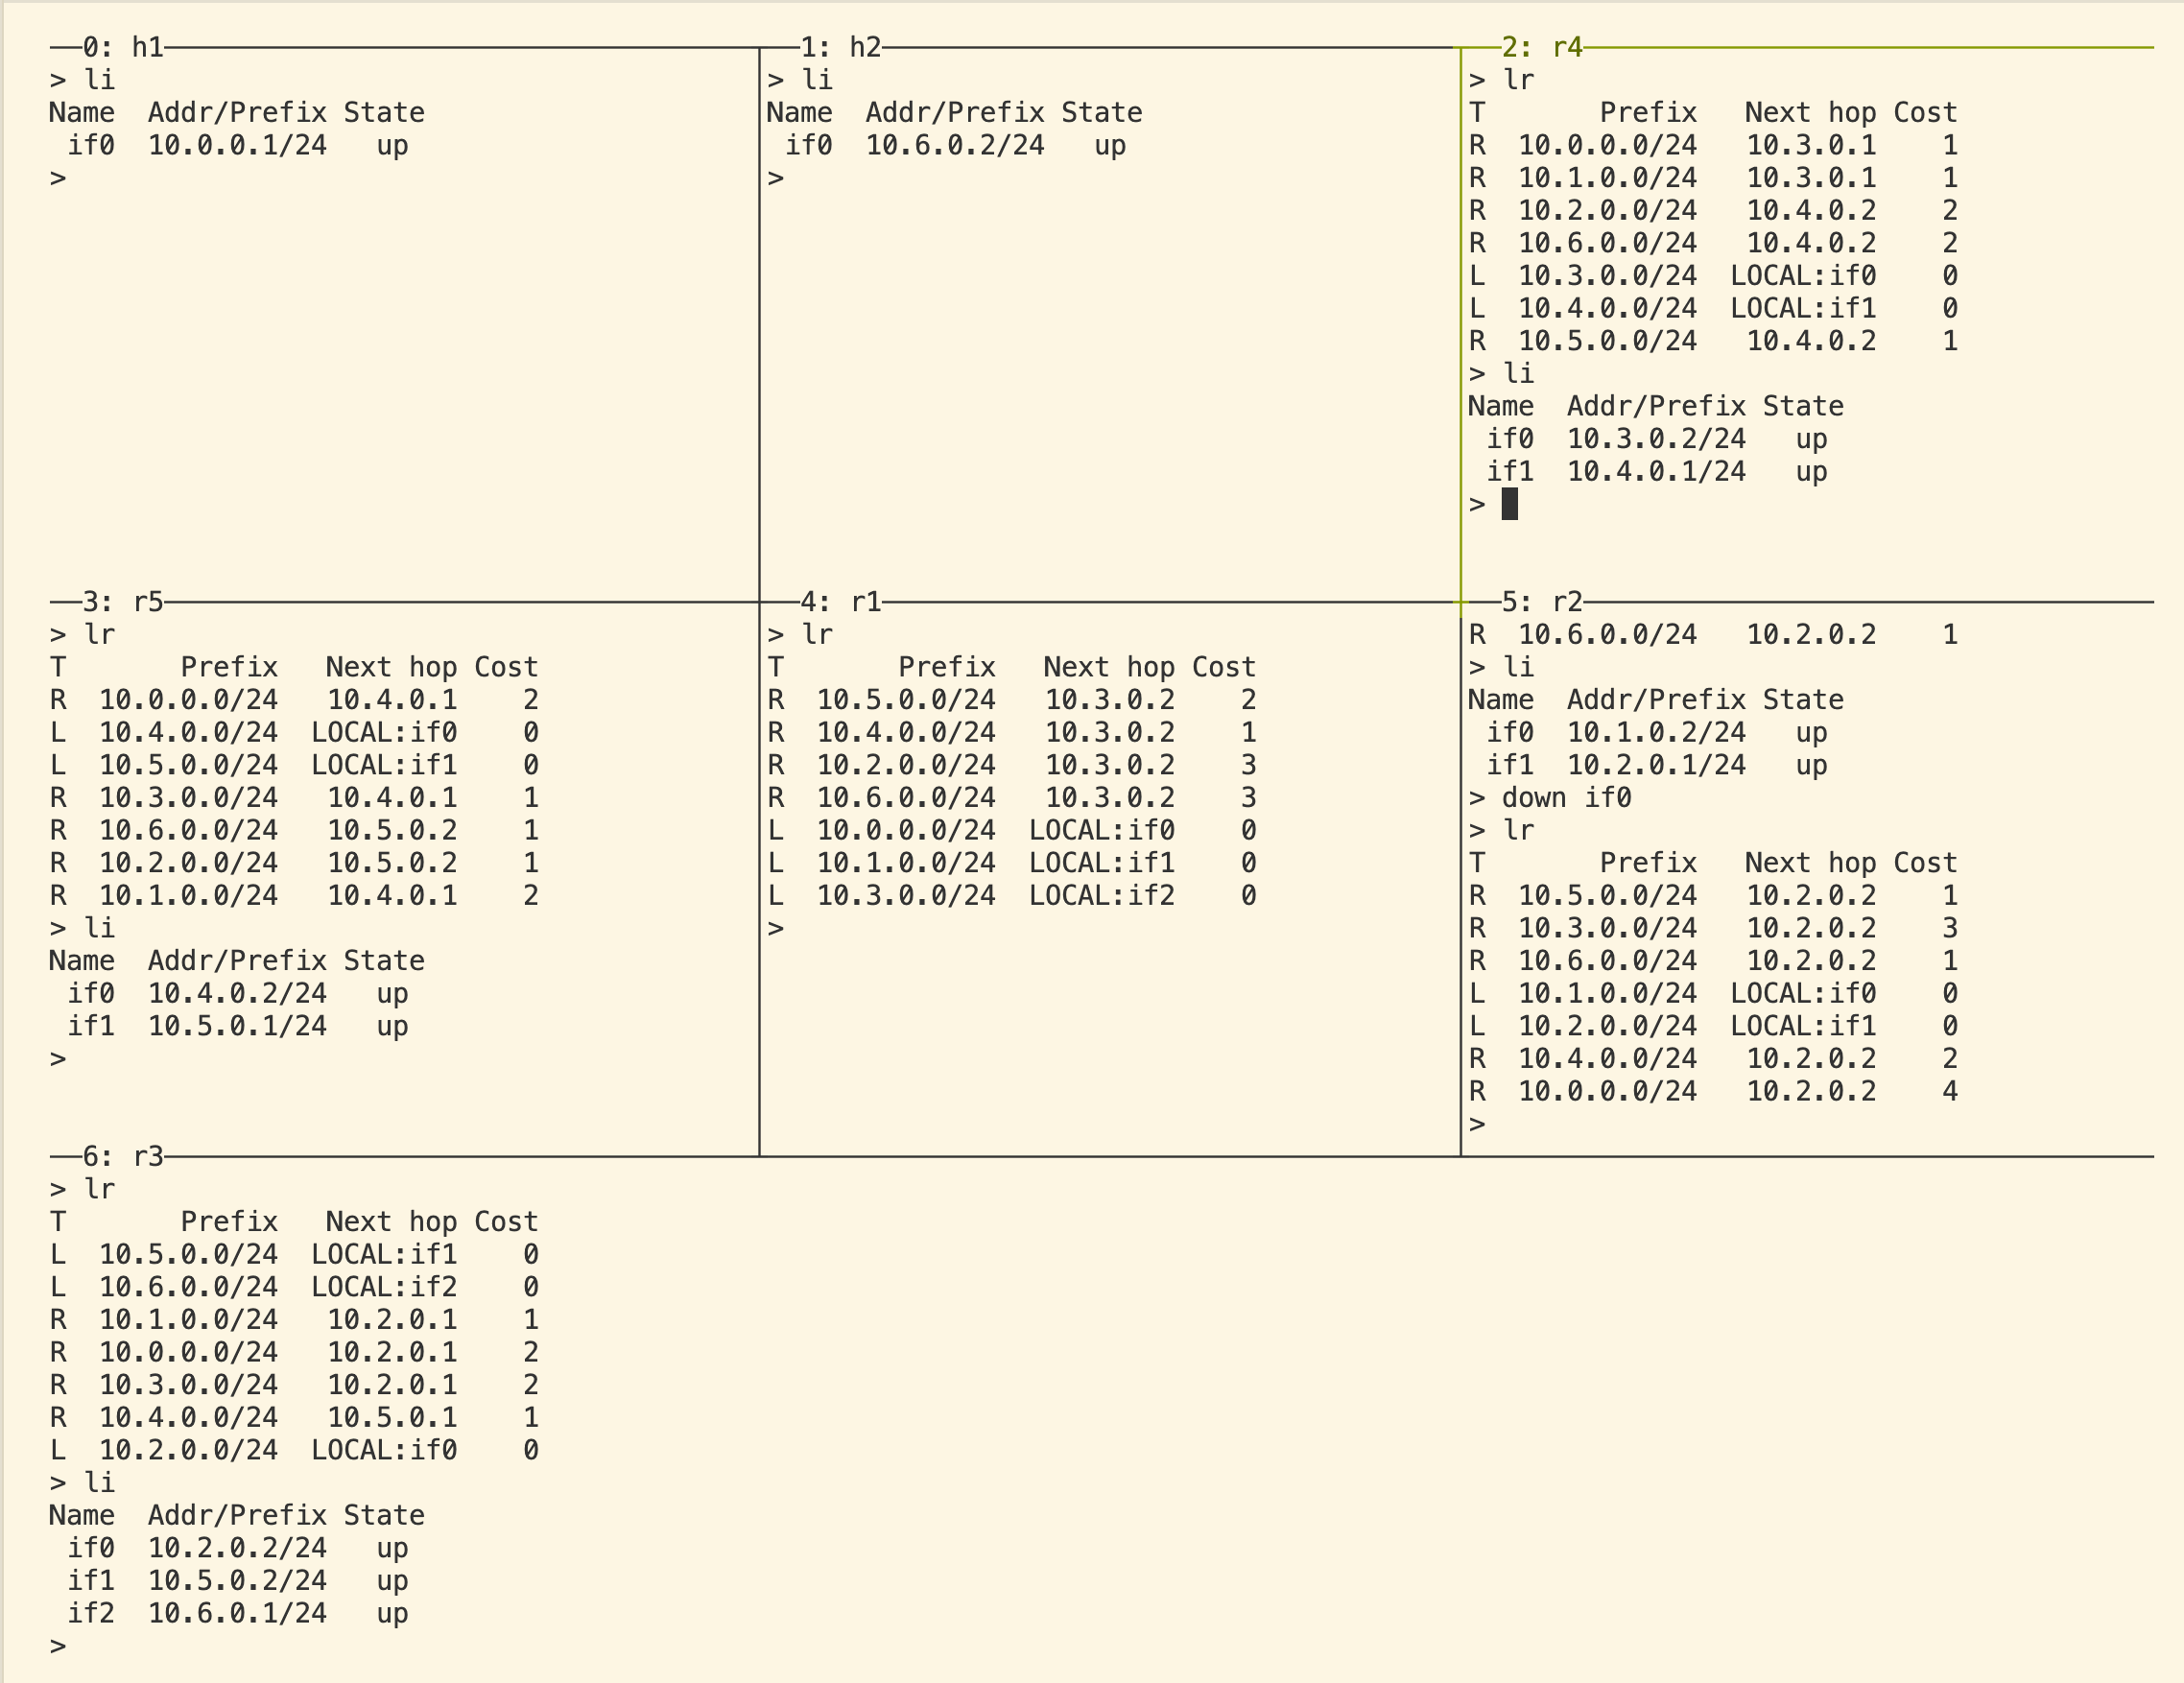 0: h1
> li
Name  Addr/Prefix State
 if0  10.0.0.1/24   up
>
1: h2
> li
Name  Addr/Prefix State
 if0  10.6.0.2/24   up
>
2: r4
> lr
T       Prefix   Next hop Cost
R  10.0.0.0/24   10.3.0.1    1
R  10.1.0.0/24   10.3.0.1    1
R  10.2.0.0/24   10.4.0.2    2
R  10.6.0.0/24   10.4.0.2    2
L  10.3.0.0/24  LOCAL:if0    0
L  10.4.0.0/24  LOCAL:if1    0
R  10.5.0.0/24   10.4.0.2    1
> li
Name  Addr/Prefix State
 if0  10.3.0.2/24   up
 if1  10.4.0.1/24   up
>
3: r5
> lr
T       Prefix   Next hop Cost
R  10.0.0.0/24   10.4.0.1    2
L  10.4.0.0/24  LOCAL:if0    0
L  10.5.0.0/24  LOCAL:if1    0
R  10.3.0.0/24   10.4.0.1    1
R  10.6.0.0/24   10.5.0.2    1
R  10.2.0.0/24   10.5.0.2    1
R  10.1.0.0/24   10.4.0.1    2
> li
Name  Addr/Prefix State
 if0  10.4.0.2/24   up
 if1  10.5.0.1/24   up
>
4: r1
> lr
T       Prefix   Next hop Cost
R  10.5.0.0/24   10.3.0.2    2
R  10.4.0.0/24   10.3.0.2    1
R  10.2.0.0/24   10.3.0.2    3
R  10.6.0.0/24   10.3.0.2    3
L  10.0.0.0/24  LOCAL:if0    0
L  10.1.0.0/24  LOCAL:if1    0
L  10.3.0.0/24  LOCAL:if2    0
>
5: r2
R  10.6.0.0/24   10.2.0.2    1
> li
Name  Addr/Prefix State
 if0  10.1.0.2/24   up
 if1  10.2.0.1/24   up
> down if0
> lr
T       Prefix   Next hop Cost
R  10.5.0.0/24   10.2.0.2    1
R  10.3.0.0/24   10.2.0.2    3
R  10.6.0.0/24   10.2.0.2    1
L  10.1.0.0/24  LOCAL:if0    0
L  10.2.0.0/24  LOCAL:if1    0
R  10.4.0.0/24   10.2.0.2    2
R  10.0.0.0/24   10.2.0.2    4
>
6: r3
> lr
T       Prefix   Next hop Cost
L  10.5.0.0/24  LOCAL:if1    0
L  10.6.0.0/24  LOCAL:if2    0
R  10.1.0.0/24   10.2.0.1    1
R  10.0.0.0/24   10.2.0.1    2
R  10.3.0.0/24   10.2.0.1    2
R  10.4.0.0/24   10.5.0.1    1
L  10.2.0.0/24  LOCAL:if0    0
> li
Name  Addr/Prefix State
 if0  10.2.0.2/24   up
 if1  10.5.0.2/24   up
 if2  10.6.0.1/24   up
>